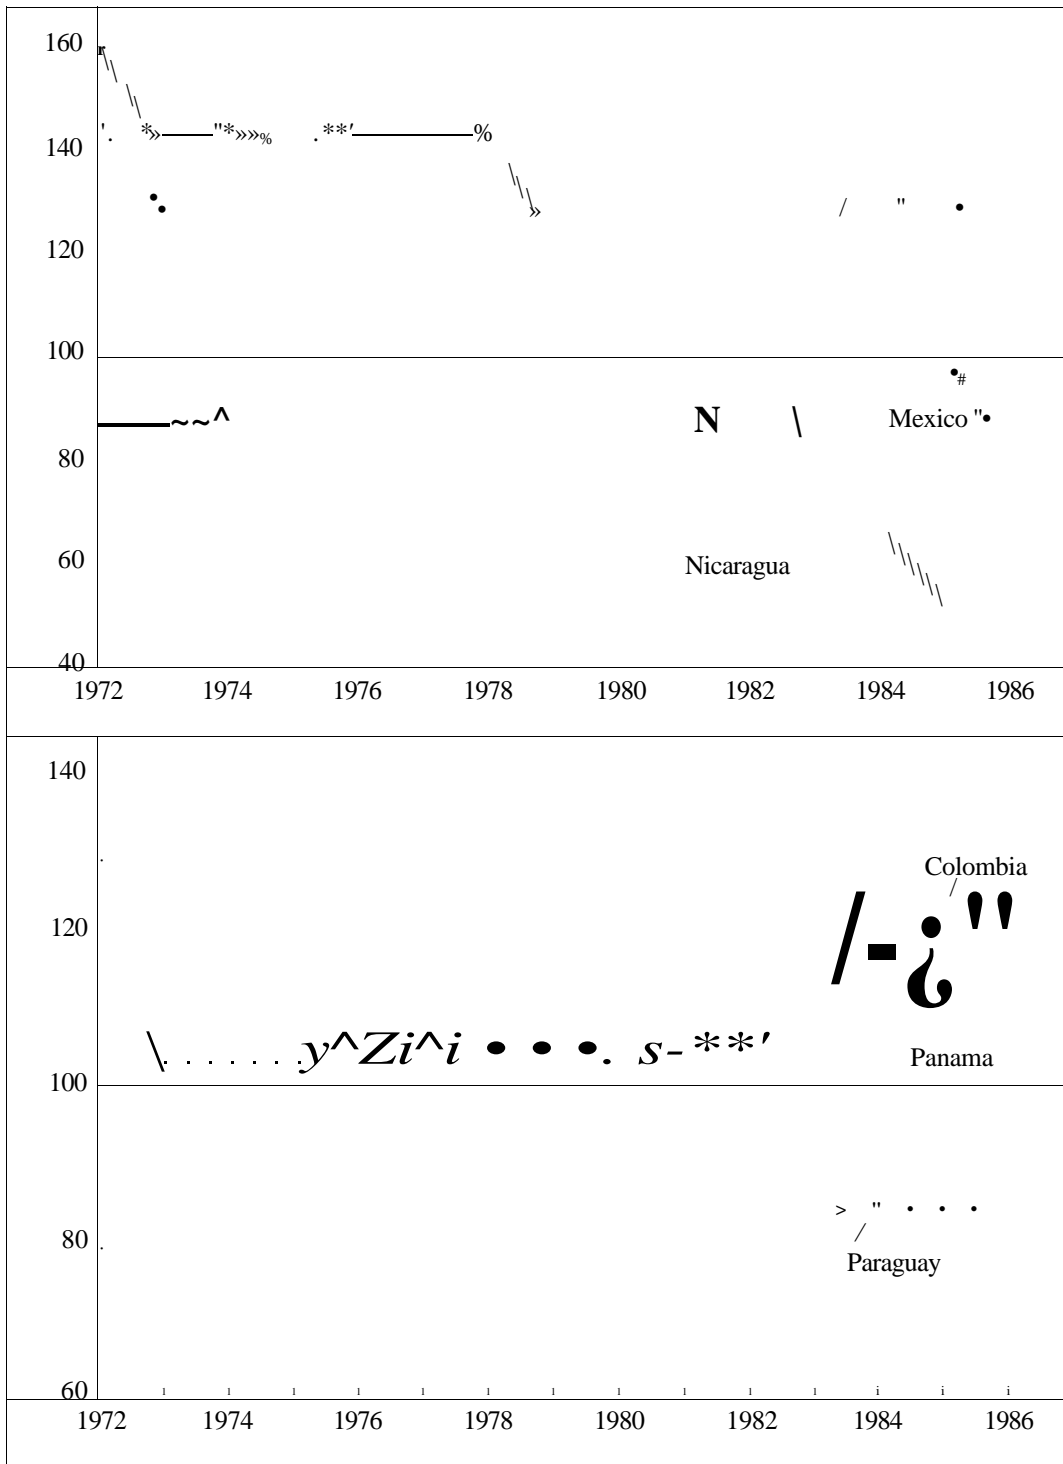 160
r
'. *»——"*»»% .**'————%
140
•
•
\\\» / " •
120
100
•#
——~~^ N \ Mexico "•
80
60
Nicaragua
40
1972 1974 1976 1978 1980 1982 1984 1986
140
Colombia
120
/-¿"
\.......y^Zi^i •••. s-**'
Panama
100
> " • • •
80
Paraguay
60
1972 1974 1976 1978 1980 1982 1984 1986